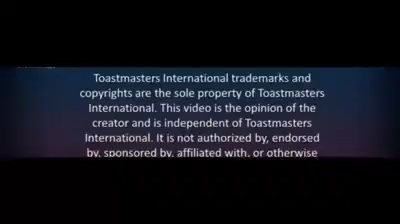 Toastmasters International trademarks and
copyrights are the sole property of Toastmasters
International. This video is the opinion of the
creator and is independent of Toastmasters
International. It is not authorized by, endorsed
by, sponsored by, affiliated with, or otherwise